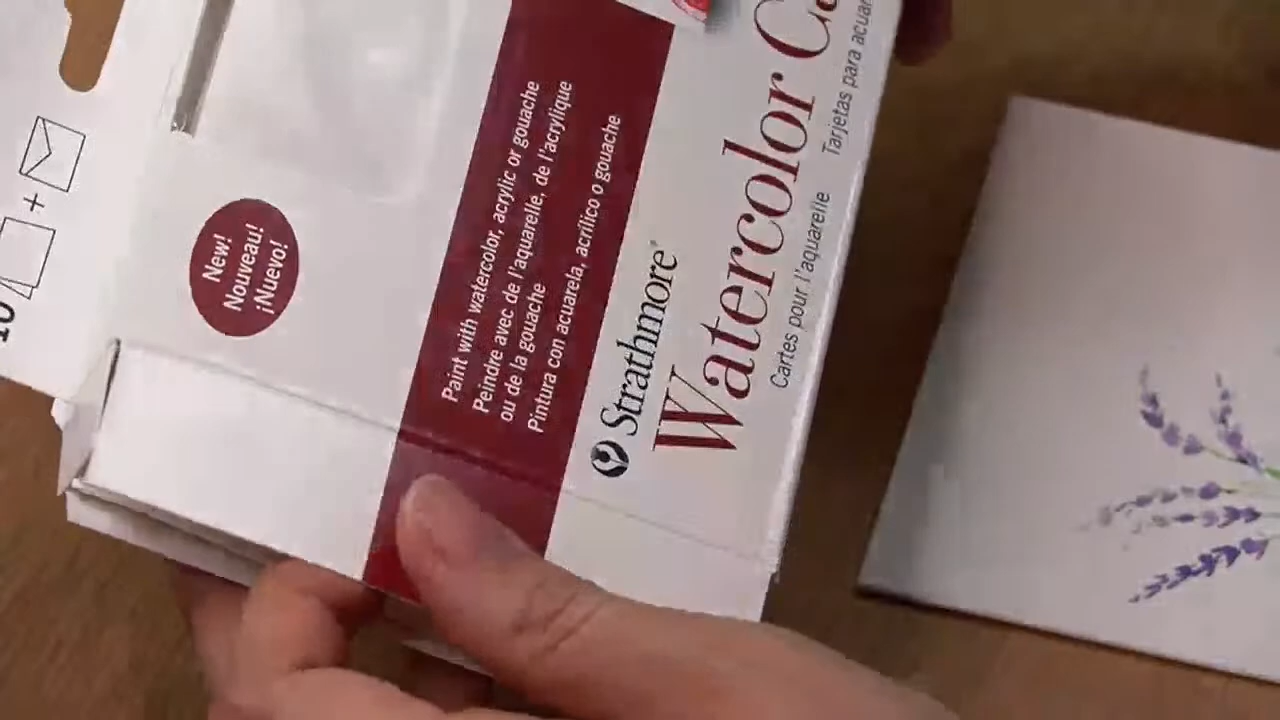 10
+
New!
Nouveau!
¡Nuevo!
Paint with watercolor, acrylic or gouache
Peindre avec de l'aquarelle, de l'acrylique
ou de la gouache
Pintura con acuarela, acrílico o gouache
Strathmore®
Watercolor
Cartes pour l'aquarelle Tarjetas para